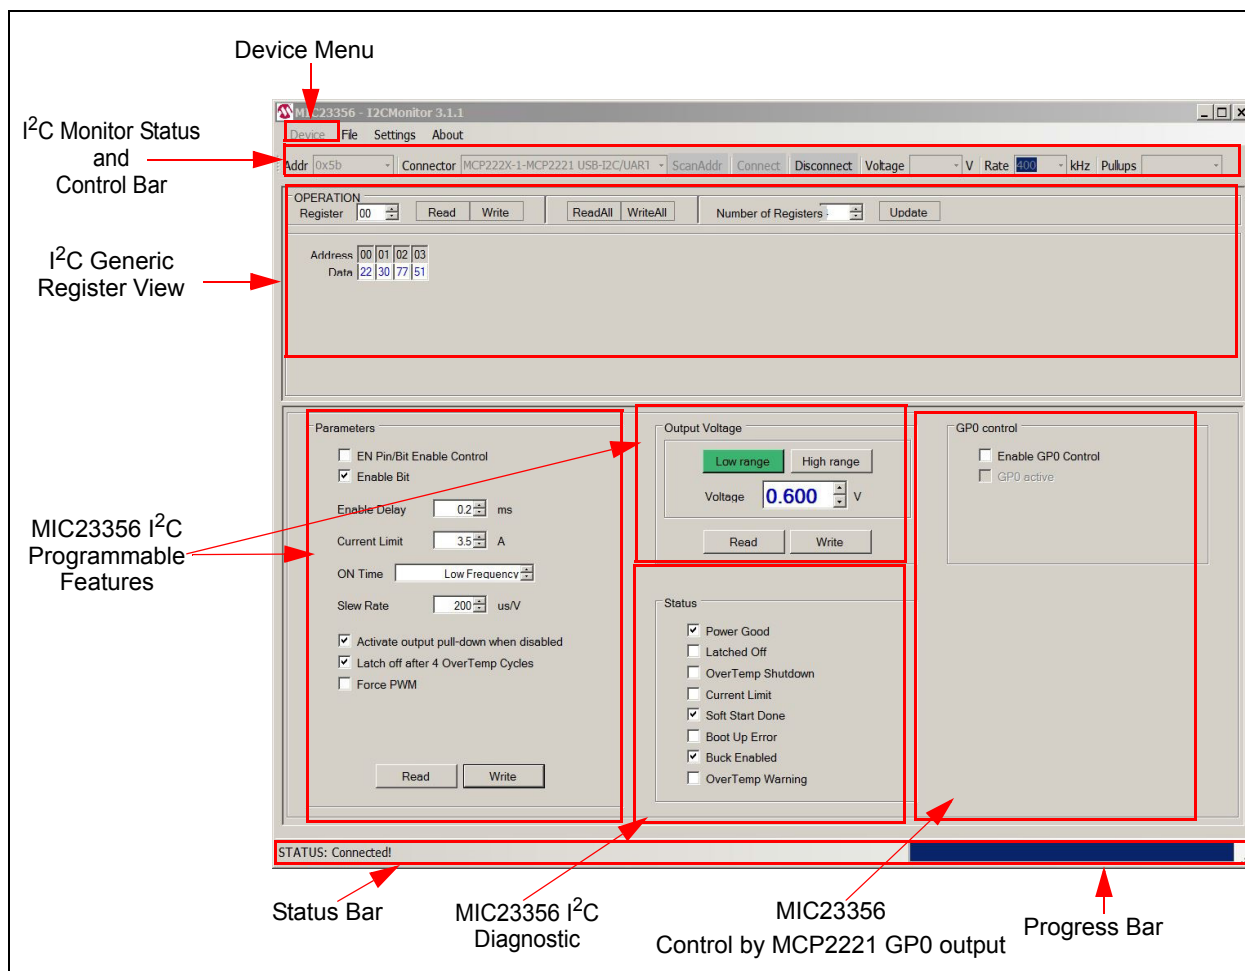 Device Menu
I²C Monitor Status
and
Control Bar
MIC23356 - I2CMonitor 3.1.1
Device File Settings About
Addr 0x5b Connector MCP222X-1-MCP2221 USB-I2C/UART ScanAddr Connect Disconnect Voltage V Rate 400 kHz Pullups
OPERATION
Register 00 Read Write ReadAll WriteAll Number of Registers Update
I²C Generic
Register View
Address 00 01 02 03
Data 22 30 77 51
Parameters
EN Pin/Bit Enable Control
Enable Bit
Enable Delay 0.2 ms
Current Limit 3.5 A
ON Time Low Frequency
Slew Rate 200 us/V
Activate output pull-down when disabled
Latch off after 4 OverTemp Cycles
Force PWM
Read Write
MIC23356 I²C
Programmable
Features
Output Voltage
Low range High range
Voltage 0.600 V
Read Write
GP0 control
Enable GP0 Control
GP0 active
Status
Power Good
Latched Off
OverTemp Shutdown
Current Limit
Soft Start Done
Boot Up Error
Buck Enabled
OverTemp Warning
STATUS: Connected!
Status Bar
MIC23356 I²C
Diagnostic
MIC23356
Control by MCP2221 GP0 output
Progress Bar